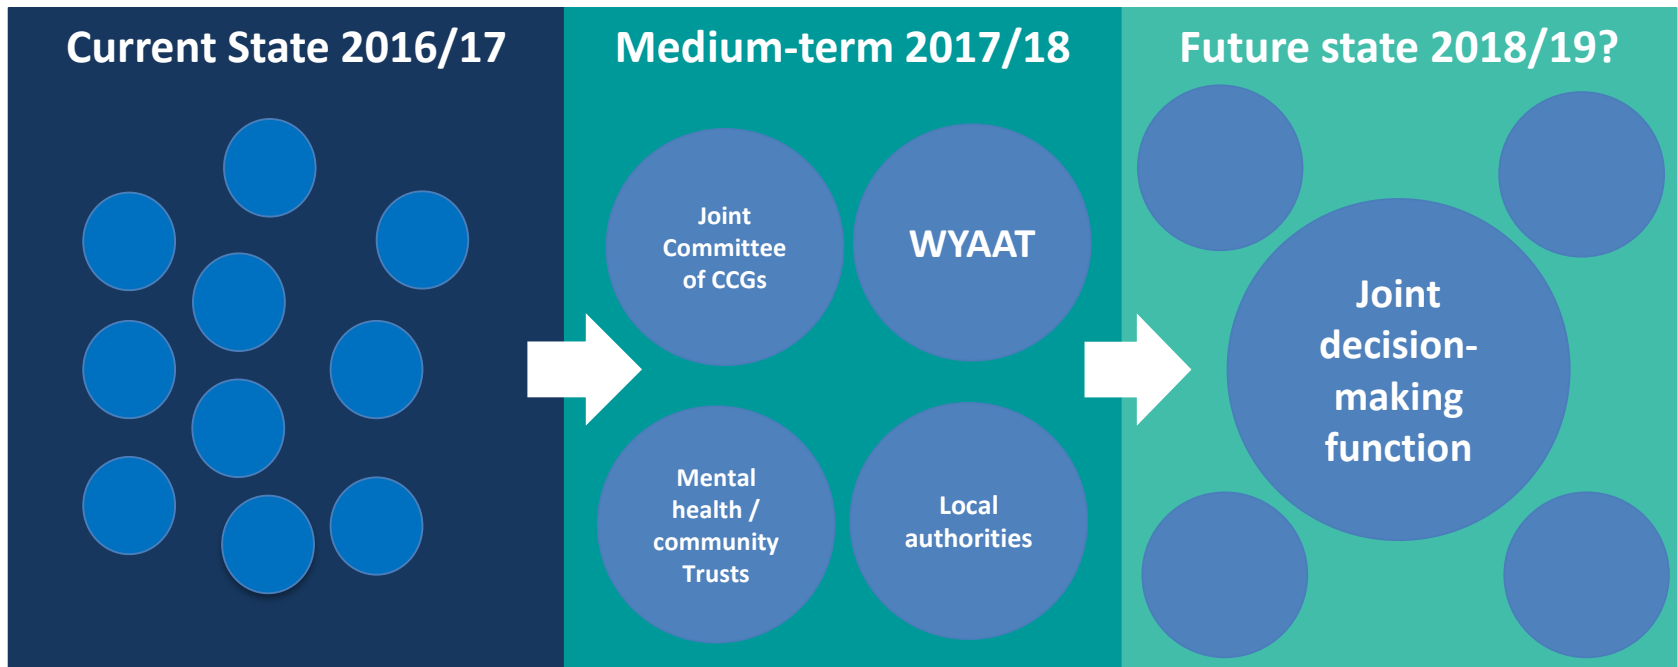 Current State 2016/17
Medium-term 2017/18
Future state 2018/19?
Joint
Committee
of CCGs
WYAAT
Mental
health /
community
Trusts
Local
authorities
Joint
decision-
making
function